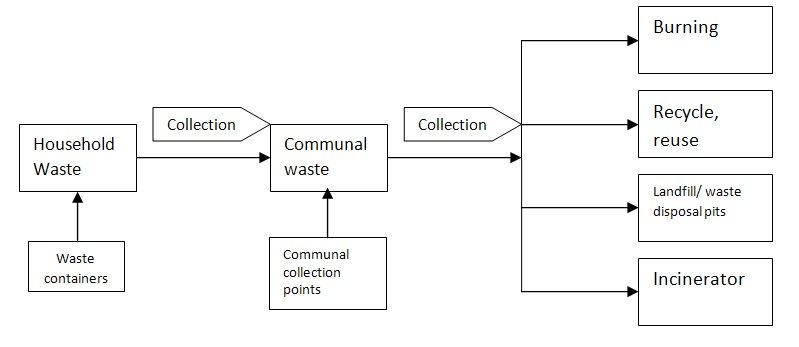 Household
Waste
Waste
containers
Collection
Communal
waste
Communal
collection
points
Collection
Burning
Recycle,
reuse
Landfill/ waste
disposal pits
Incinerator